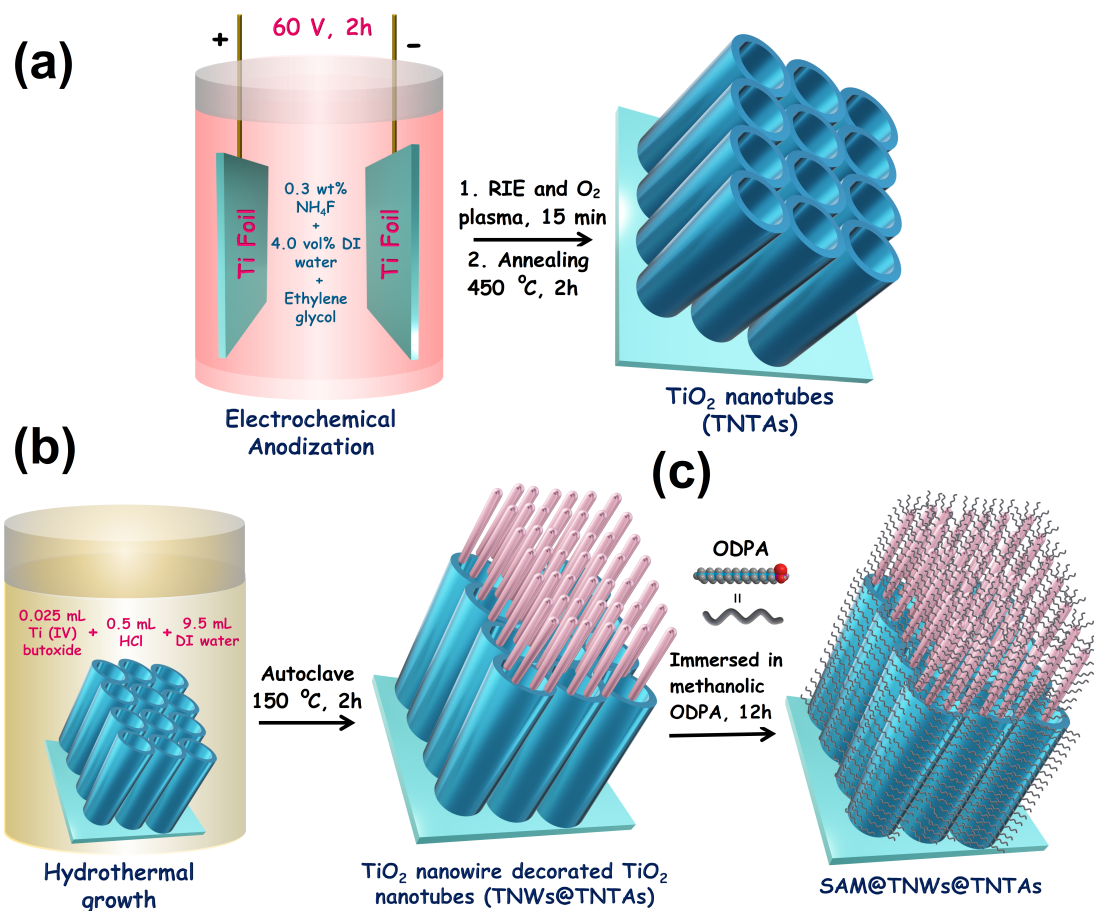 (a)
60 V, 2h
+
−
Ti Foil
0.3 wt%
NH₄F
+
4.0 vol% DI
water
+
Ethylene
glycol
Ti Foil
Electrochemical
Anodization
1. RIE and O₂
plasma, 15 min
2. Annealing
450 °C, 2h
TiO₂ nanotubes
(TNTAs)
(b)
0.025 mL
Ti (IV)
butoxide
+
0.5 mL
HCl
+
9.5 mL
DI water
Hydrothermal
growth
Autoclave
150 °C, 2h
TiO₂ nanowire decorated TiO₂
nanotubes (TNWs@TNTAs)
(c)
ODPA
=
Immersed in
methanolic
ODPA, 12h
SAM@TNWs@TNTAs